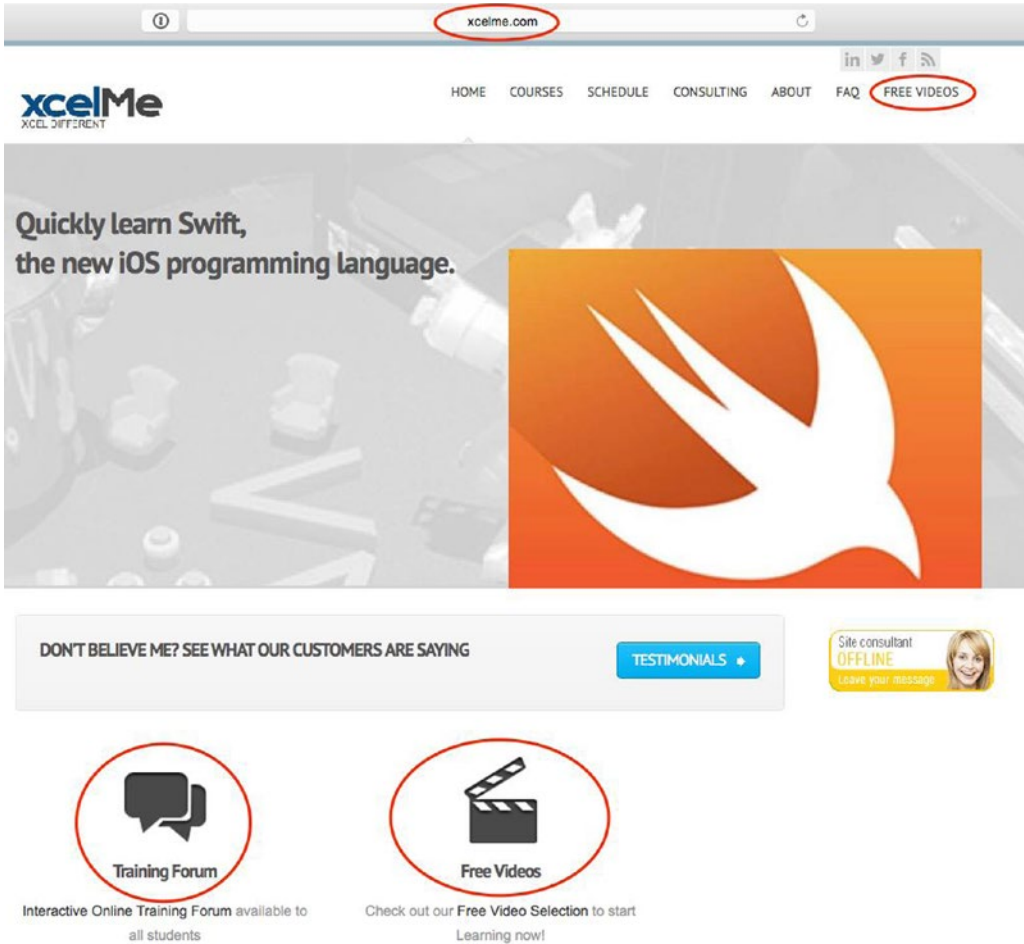 xcelme.com
in f
xcelMe
XCEL DIFFERENT
HOME COURSES SCHEDULE CONSULTING ABOUT FAQ FREE VIDEOS
Quickly learn Swift,
the new iOS programming language.
DON'T BELIEVE ME? SEE WHAT OUR CUSTOMERS ARE SAYING
TESTIMONIALS
Site consultant
OFFLINE
Leave your message
Training Forum
Interactive Online Training Forum available to
all students
Free Videos
Check out our Free Video Selection to start
Learning now!